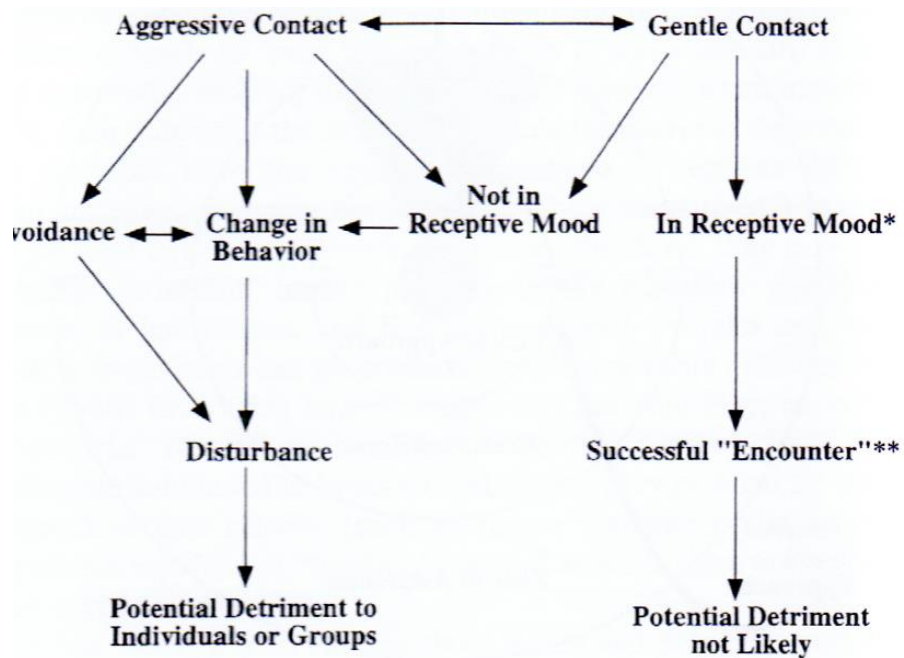 Aggressive Contact
Gentle Contact
voidance
Change in
Behavior
Not in
Receptive Mood
In Receptive Mood*
Disturbance
Successful "Encounter"**
Potential Detriment to
Individuals or Groups
Potential Detriment
not Likely